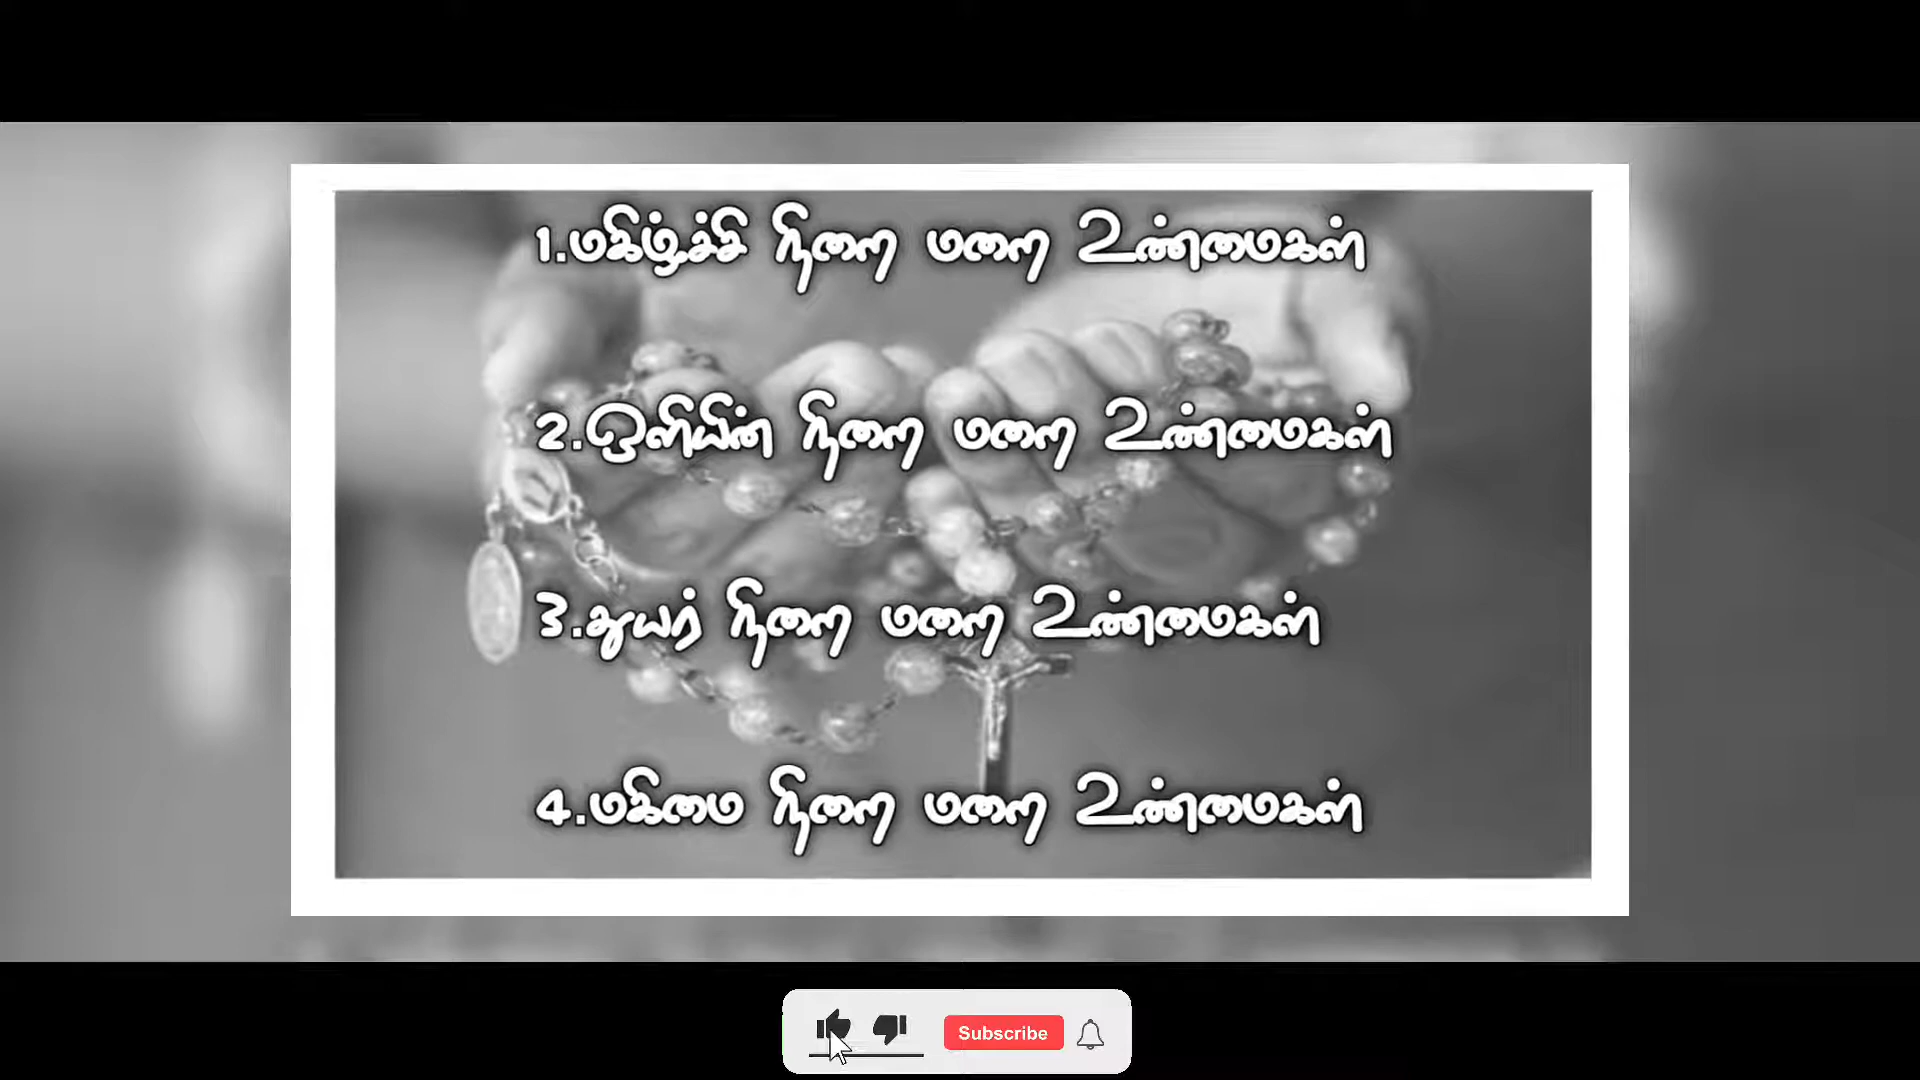 1.மகிழ்ச்சி நிறை மறை உண்மைகள்
2.ஒளியின் நிறை மறை உண்மைகள்
3.துயர் நிறை மறை உண்மைகள்
4.மகிமை நிறை மறை உண்மைகள்
Subscribe